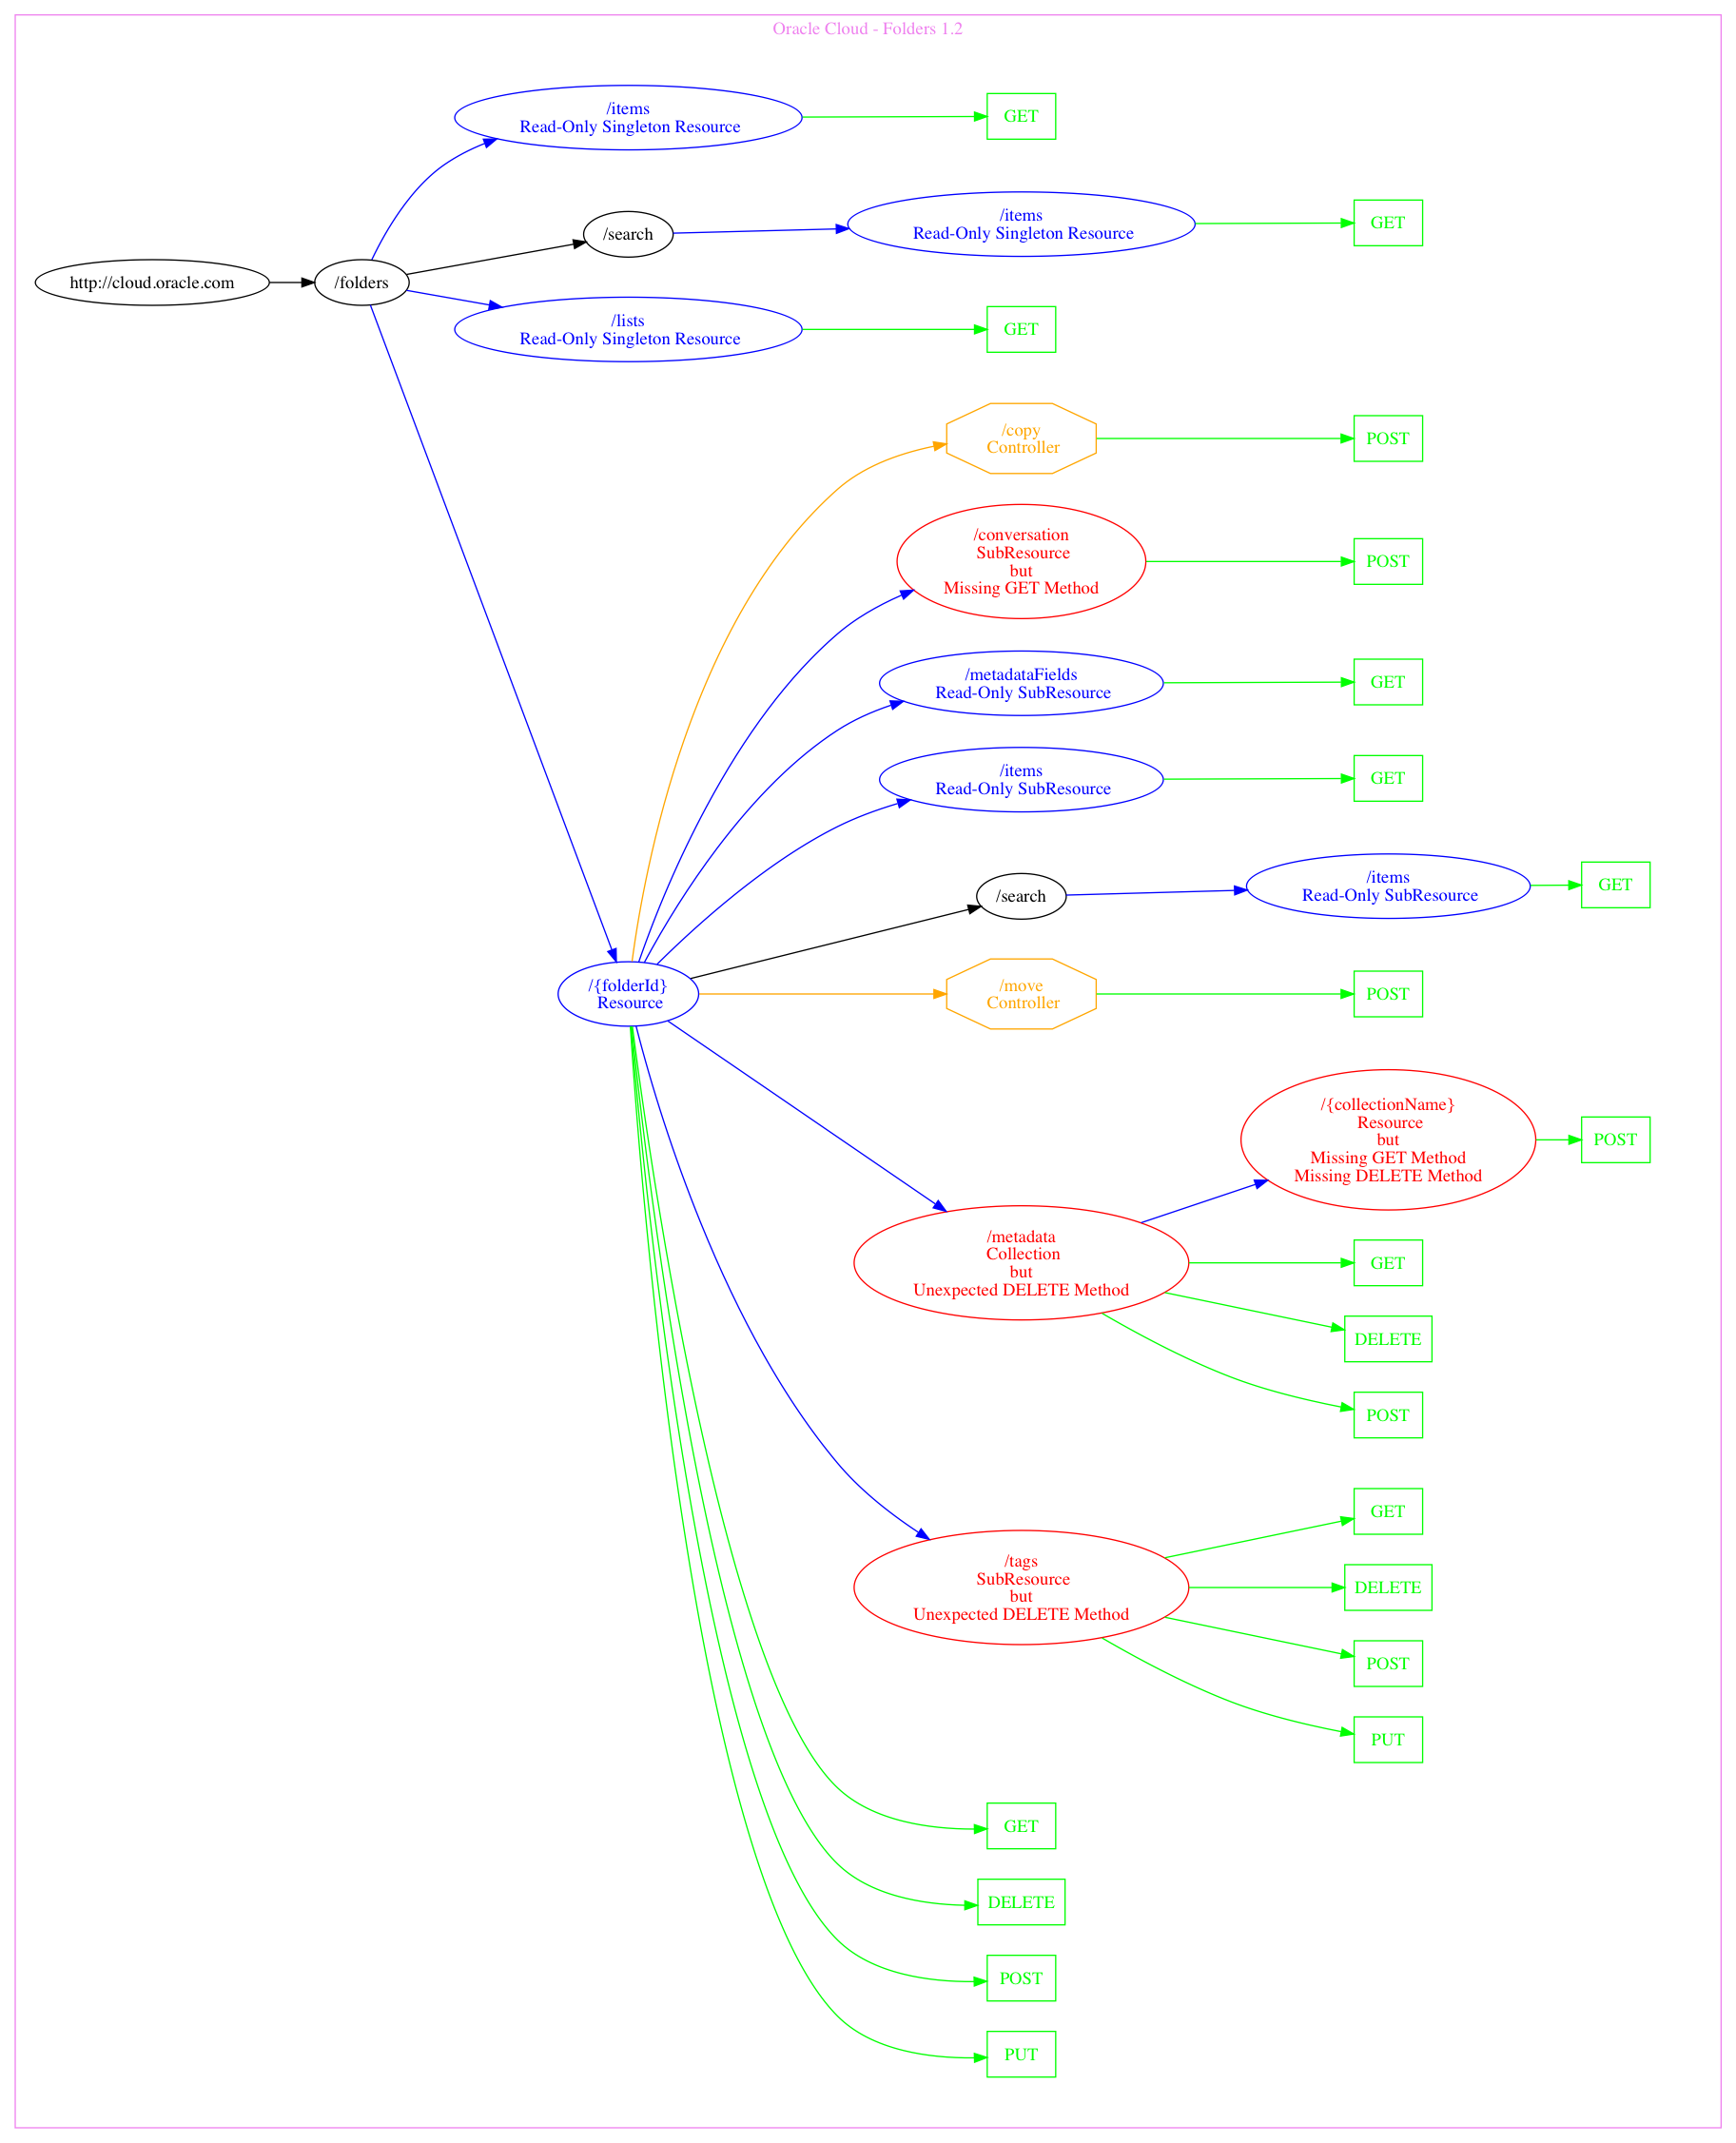 Oracle Cloud - Folders 1.2
/items
Read-Only Singleton Resource
GET
/search
/items
Read-Only Singleton Resource
GET
http://cloud.oracle.com
/folders
/lists
Read-Only Singleton Resource
GET
/copy
Controller
POST
/conversation
SubResource
but
Missing GET Method
POST
/metadataFields
Read-Only SubResource
GET
/items
Read-Only SubResource
GET
/search
/items
Read-Only SubResource
GET
/{folderId}
Resource
/move
Controller
POST
/{collectionName}
Resource
but
Missing GET Method
Missing DELETE Method
POST
/metadata
Collection
but
Unexpected DELETE Method
GET
DELETE
POST
/tags
SubResource
but
Unexpected DELETE Method
GET
DELETE
POST
PUT
GET
DELETE
POST
PUT